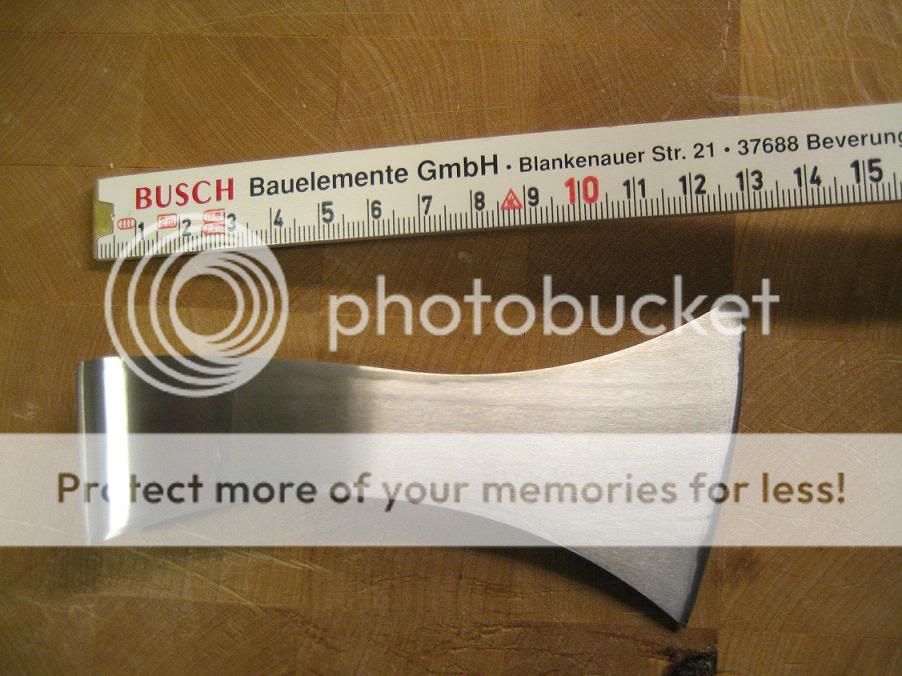 BUSCH Bauelemente GmbH · Blankenauer Str. 21 · 37688 Beverung
1 2 3 4 5 6 7 8 9 10 11 12 13 14 15
photobucket
Protect more of your memories for less!